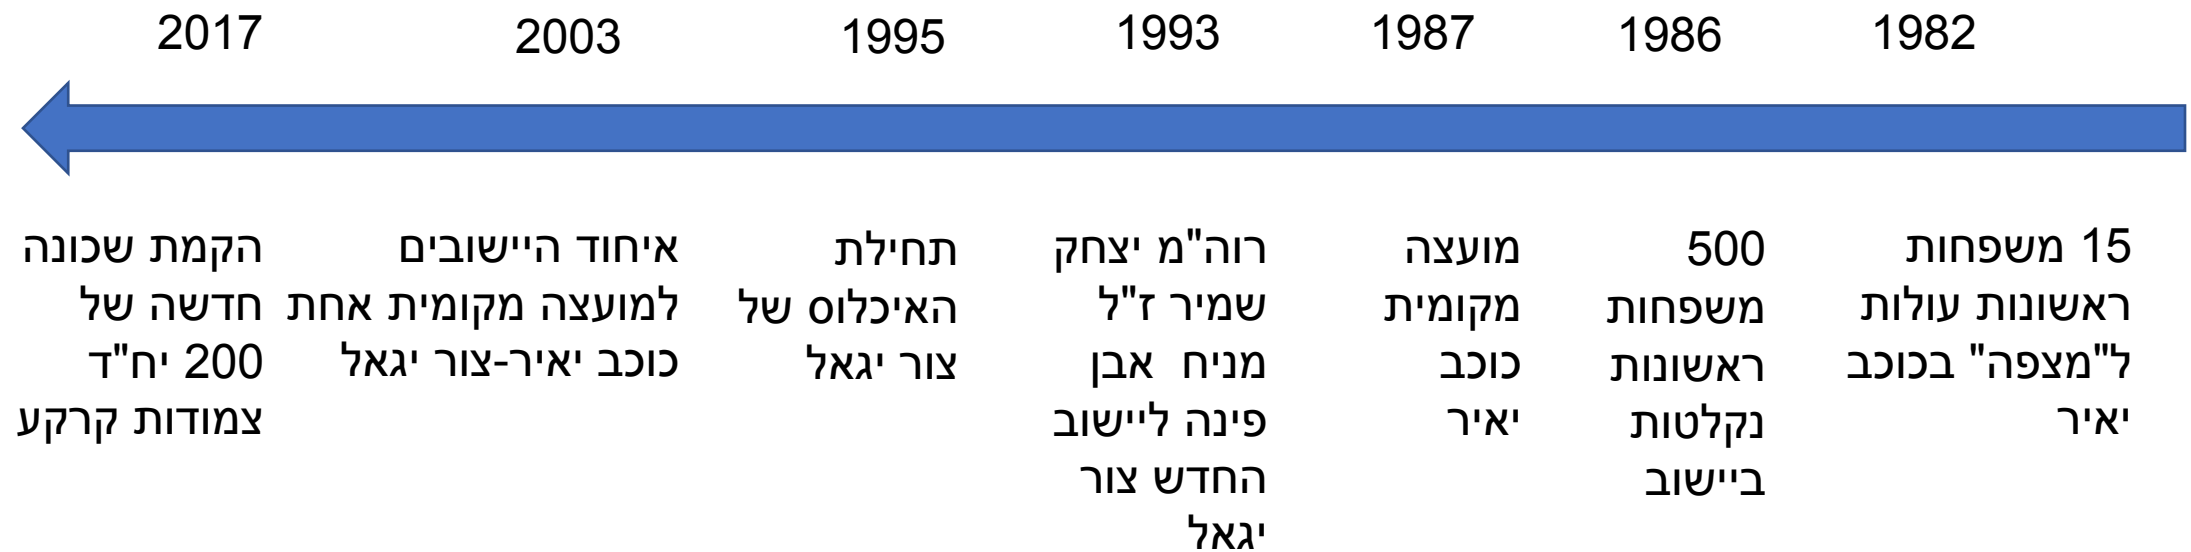 1982
15 משפחות
ראשונות עולות
ל"מצפה" בכוכב
יאיר
1986
500
משפחות
ראשונות
נקלטות
ביישוב
1987
מועצה
מקומית
כוכב
יאיר
1993
רוה"מ יצחק
שמיר ז"ל
מניח אבן
פינה ליישוב
החדש צור
יגאל
1995
תחילת
האיכלוס של
צור יגאל
2003
איחוד היישובים
למועצה מקומית אחת
כוכב יאיר-צור יגאל
2017
הקמת שכונה
חדשה של
200 יח"ד
צמודות קרקע